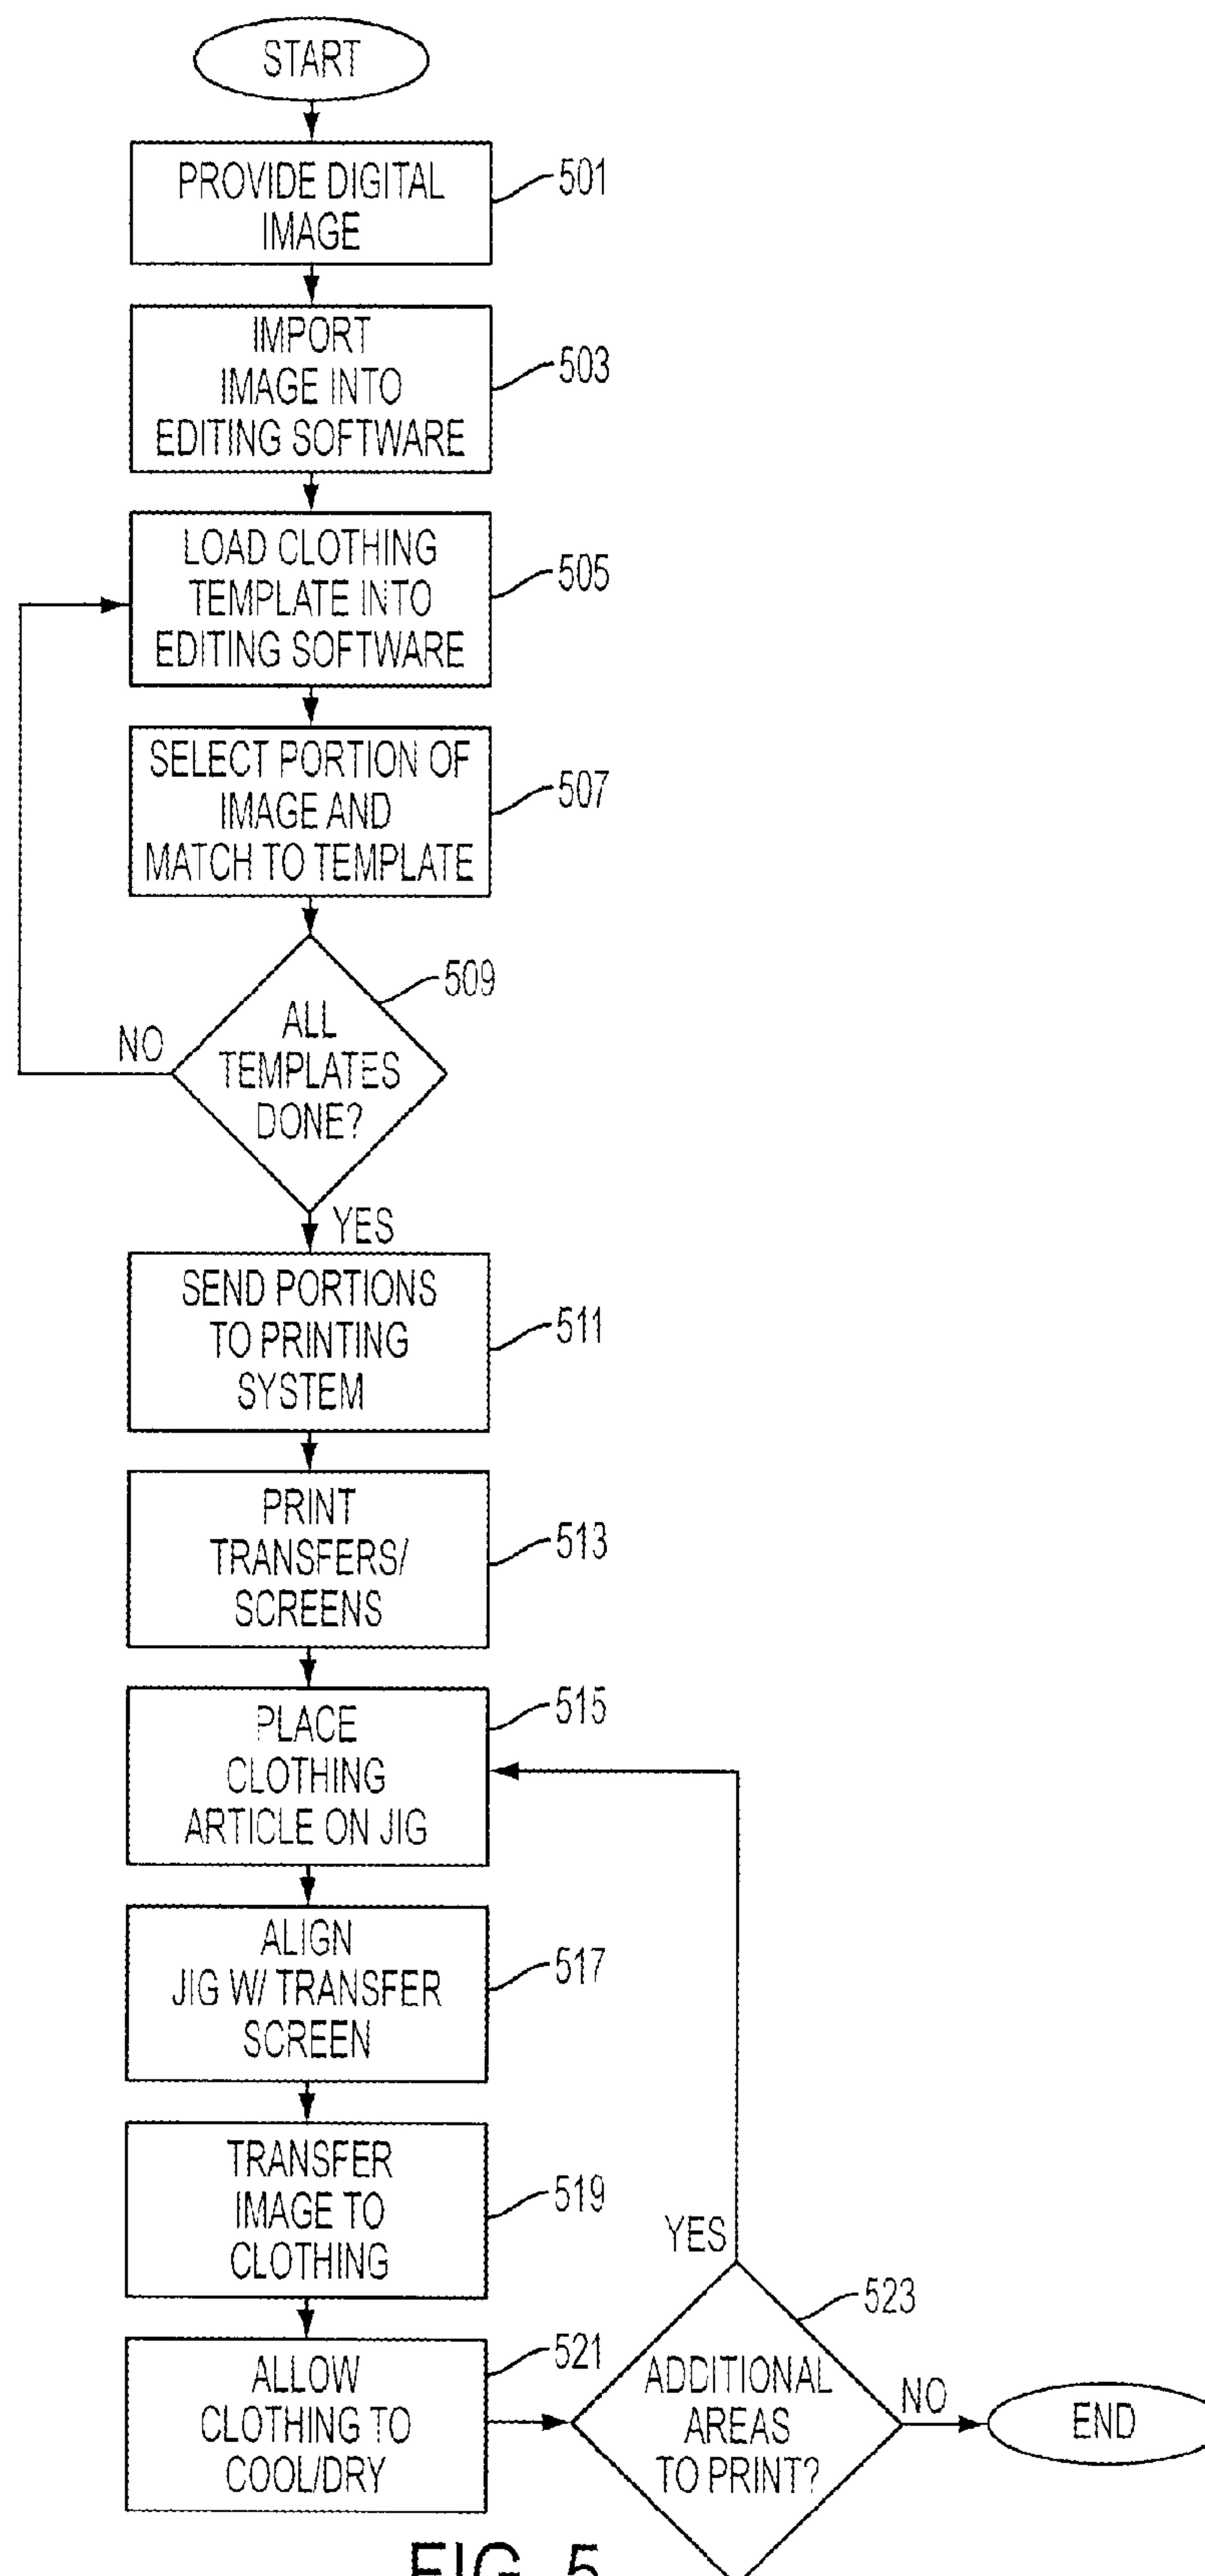 START
PROVIDE DIGITAL
IMAGE
501
IMPORT
IMAGE INTO
EDITING SOFTWARE
503
LOAD CLOTHING
TEMPLATE INTO
EDITING SOFTWARE
505
SELECT PORTION OF
IMAGE AND
MATCH TO TEMPLATE
507
ALL
TEMPLATES
DONE?
509
NO
YES
SEND PORTIONS
TO PRINTING
SYSTEM
511
PRINT
TRANSFERS/
SCREENS
513
PLACE
CLOTHING
ARTICLE ON JIG
515
ALIGN
JIG W/ TRANSFER
SCREEN
517
TRANSFER
IMAGE TO
CLOTHING
519
ALLOW
CLOTHING TO
COOL/DRY
521
ADDITIONAL
AREAS
TO PRINT?
523
YES
NO
END
FIG. 5